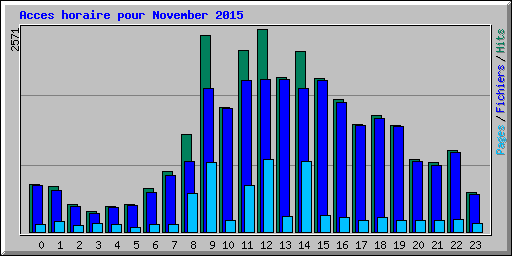 Acces horaire pour November 2015
2571
Pages / Fichiers / Hits
0 1 2 3 4 5 6 7 8 9 10 11 12 13 14 15 16 17 18 19 20 21 22 23